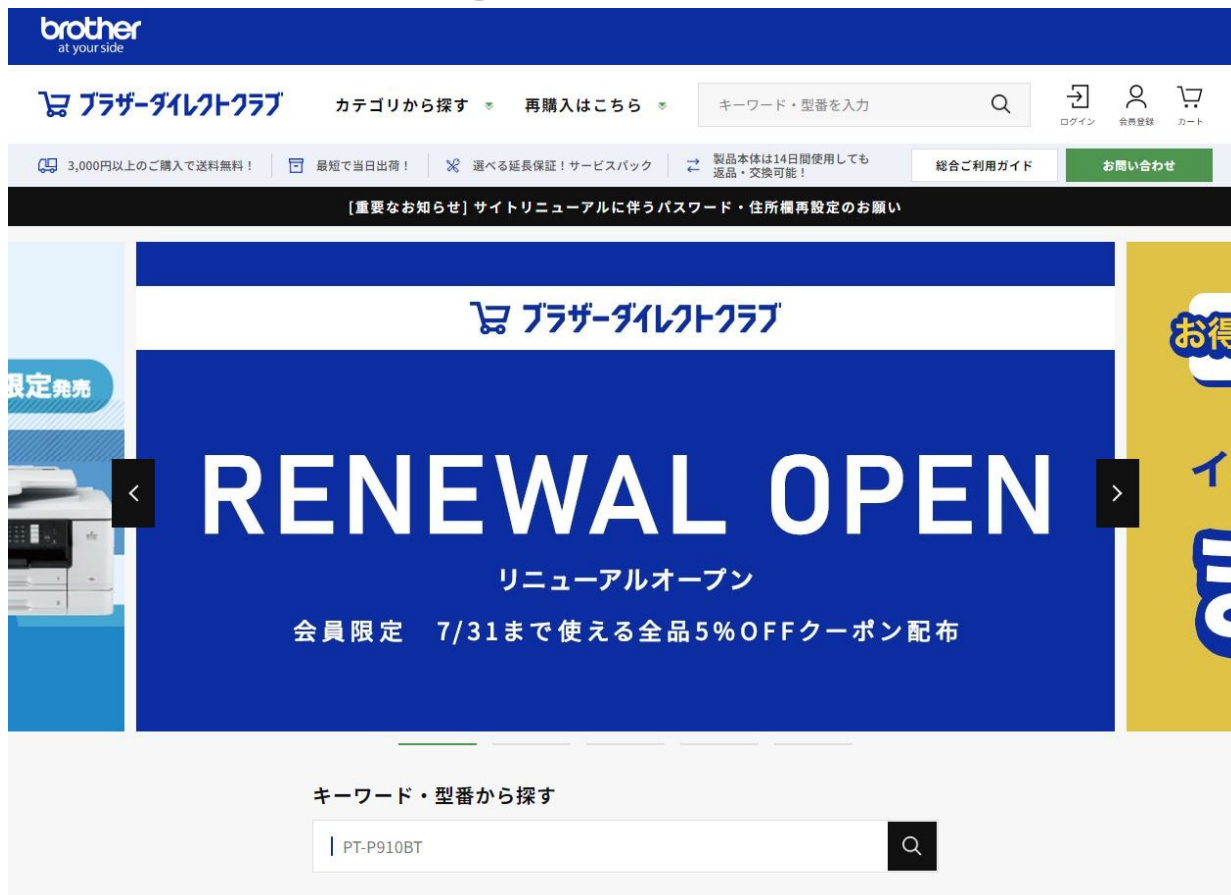 brother
at your side
ブラザーダイレクトクラブ
カテゴリから探す
再購入はこちら
キーワード・型番を入力
ログイン
会員登録
カート
3,000円以上のご購入で送料無料！
最短で当日出荷！
選べる延長保証！サービスパック
製品本体は14日間使用しても
返品・交換可能！
総合ご利用ガイド
お問い合わせ
[重要なお知らせ] サイトリニューアルに伴うパスワード・住所欄再設定のお願い
ブラザーダイレクトクラブ
お得
限定発売
RENEWAL OPEN
イ
リニューアルオープン
会員限定 7/31まで使える全品5%OFFクーポン配布
キーワード・型番から探す
PT-P910BT